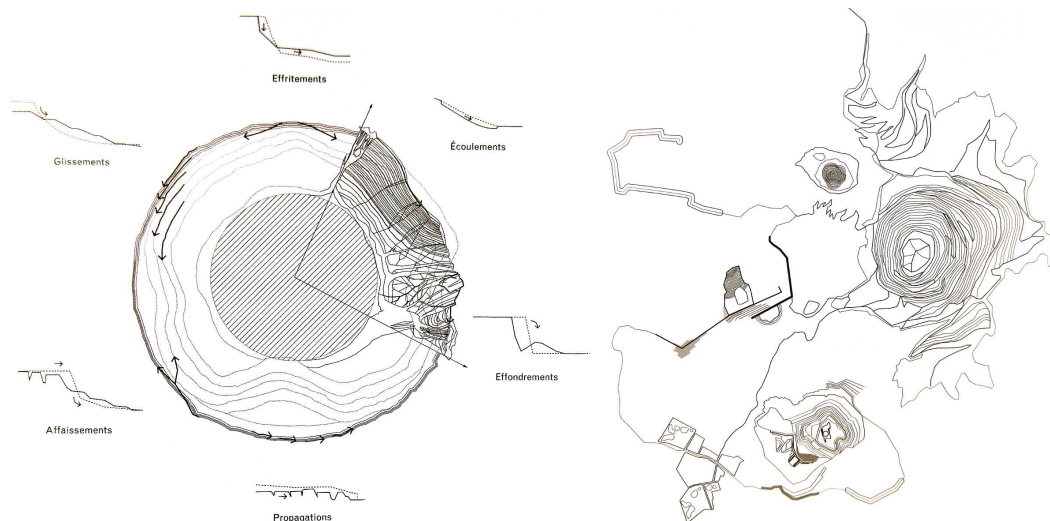 Effritements
Glissements
Écoulements
Effondrements
Affaissements
Propagations